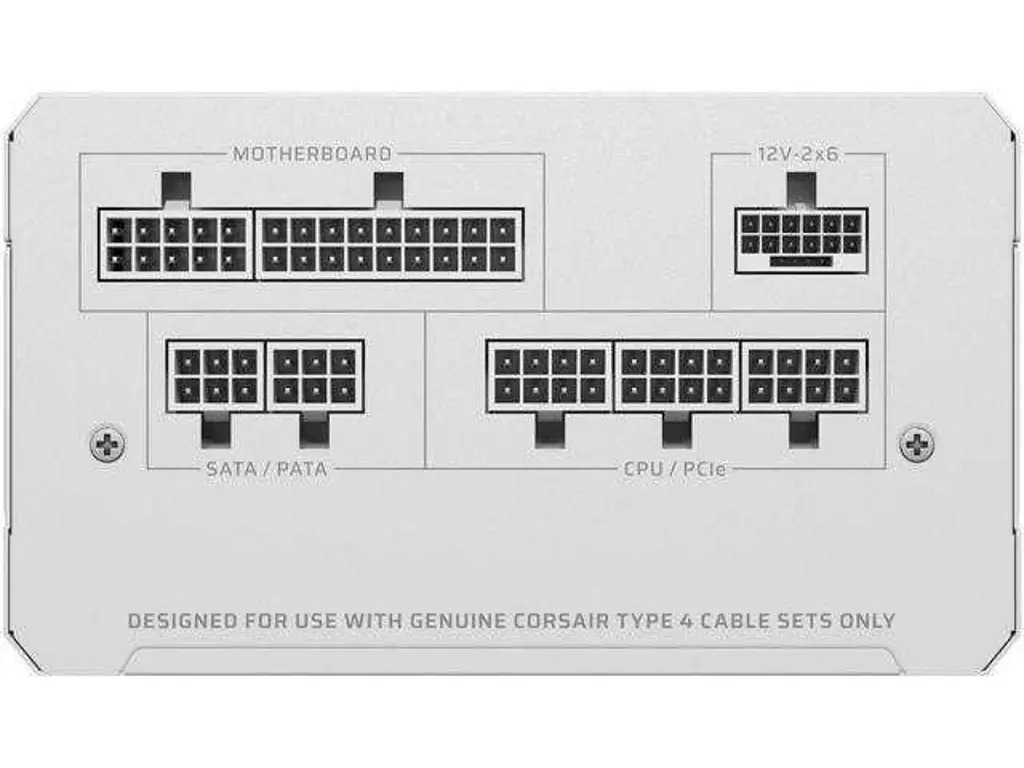 MOTHERBOARD
12V-2x6
SATA / PATA
CPU / PCIe
DESIGNED FOR USE WITH GENUINE CORSAIR TYPE 4 CABLE SETS ONLY